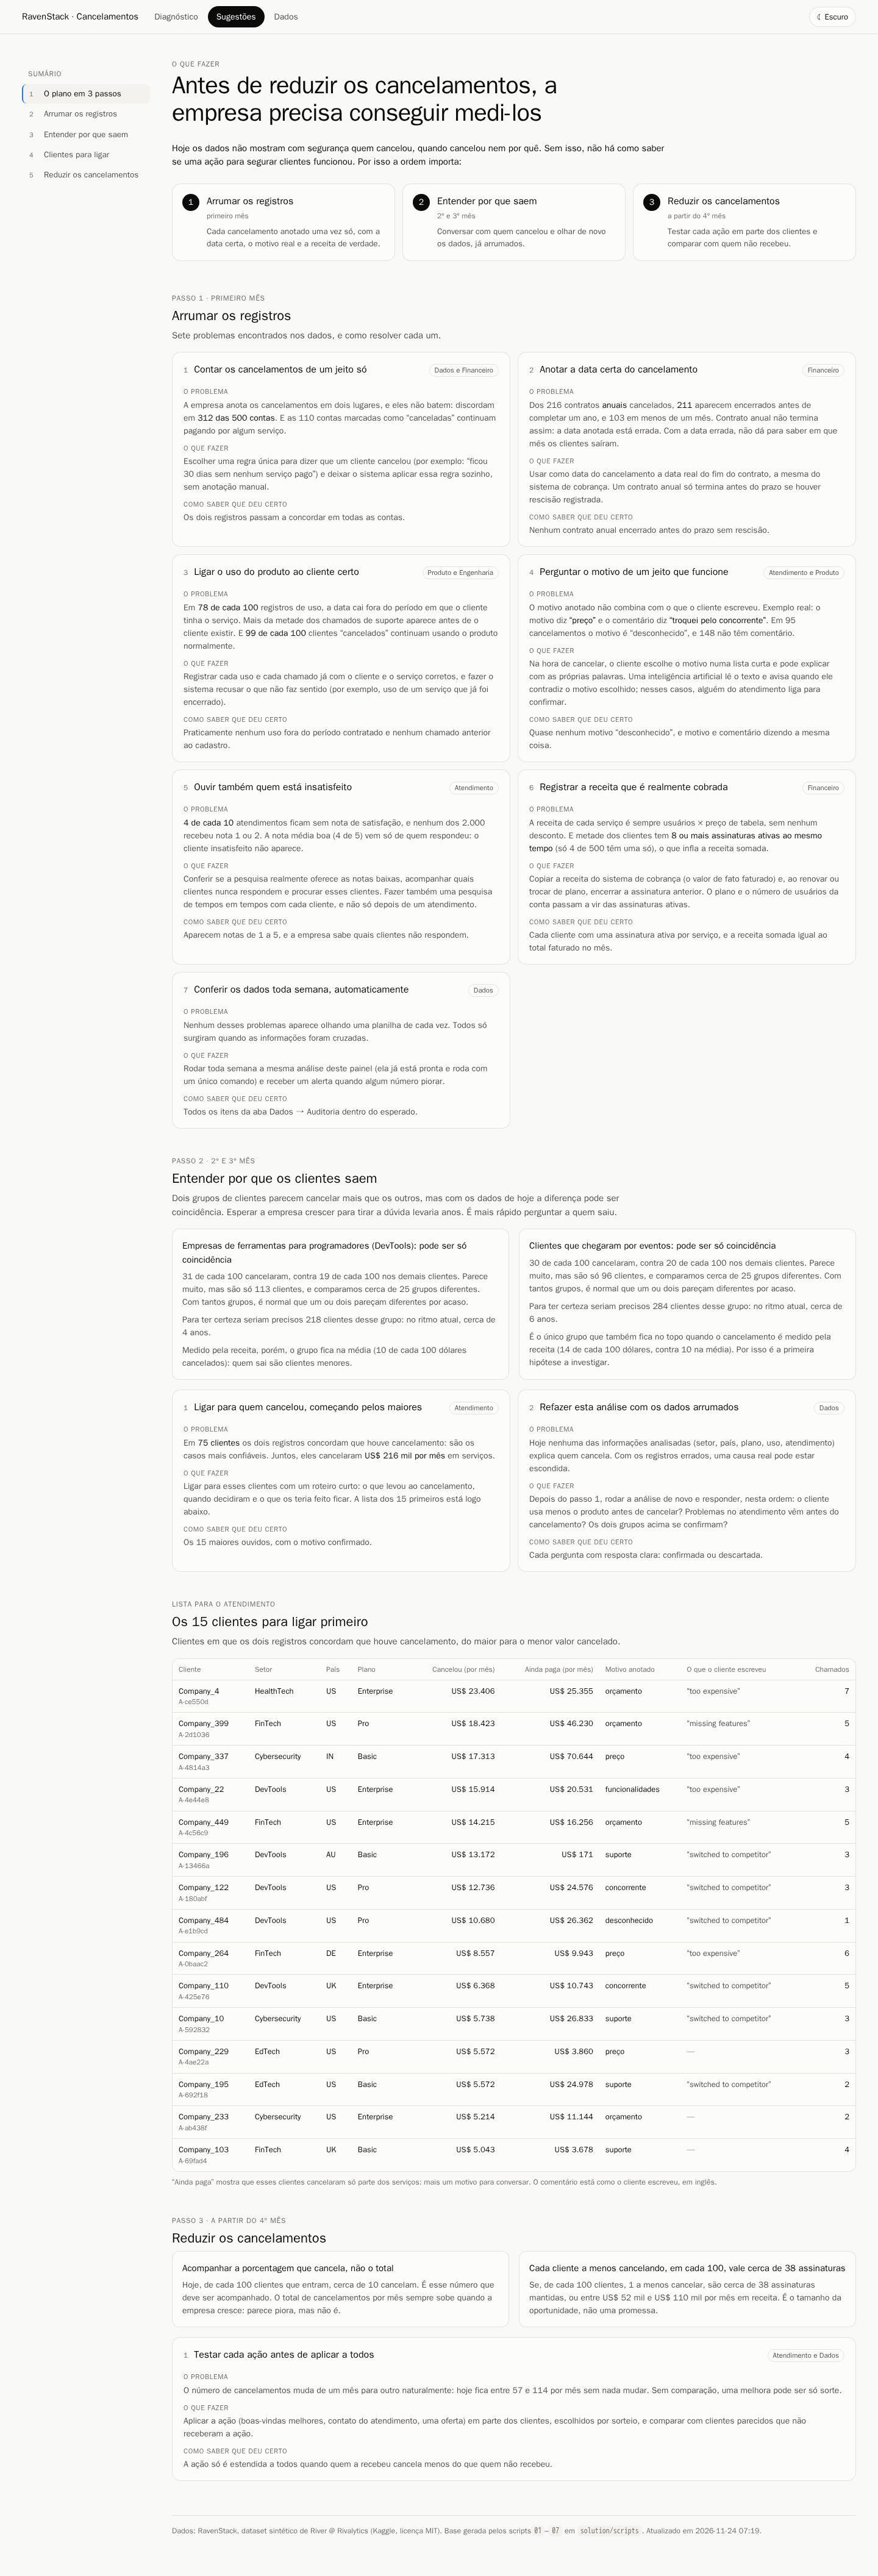 RavenStack · Cancelamentos
Diagnóstico
Sugestões
Dados
☾ Escuro
SUMÁRIO
1 O plano em 3 passos
2 Arrumar os registros
3 Entender por que saem
4 Clientes para ligar
5 Reduzir os cancelamentos
O QUE FAZER
Antes de reduzir os cancelamentos, a
empresa precisa conseguir medi-los
Hoje os dados não mostram com segurança quem cancelou, quando cancelou nem por quê. Sem isso, não há como saber
se uma ação para segurar clientes funcionou. Por isso a ordem importa:
1 Arrumar os registros
primeiro mês
Cada cancelamento anotado uma vez só, com a
data certa, o motivo real e a receita de verdade.
2 Entender por que saem
2º e 3º mês
Conversar com quem cancelou e olhar de novo
os dados, já arrumados.
3 Reduzir os cancelamentos
a partir do 4º mês
Testar cada ação em parte dos clientes e
comparar com quem não recebeu.
PASSO 1 · PRIMEIRO MÊS
Arrumar os registros
Sete problemas encontrados nos dados, e como resolver cada um.
1 Contar os cancelamentos de um jeito só
Dados e Financeiro
O PROBLEMA
A empresa anota os cancelamentos em dois lugares, e eles não batem: discordam
em 312 das 500 contas. E as 110 contas marcadas como "canceladas" continuam
pagando por algum serviço.
O QUE FAZER
Escolher uma regra única para dizer que um cliente cancelou (por exemplo: "ficou
30 dias sem nenhum serviço pago") e deixar o sistema aplicar essa regra sozinho,
sem anotação manual.
COMO SABER QUE DEU CERTO
Os dois registros passam a concordar em todas as contas.
2 Anotar a data certa do cancelamento
Financeiro
O PROBLEMA
Dos 216 contratos anuais cancelados, 211 aparecem encerrados antes de
completar um ano, e 103 em menos de um mês. Contrato anual não termina
assim: a data anotada está errada. Com a data errada, não dá para saber em que
mês os clientes saíram.
O QUE FAZER
Usar como data do cancelamento a data real do fim do contrato, a mesma do
sistema de cobrança. Um contrato anual só termina antes do prazo se houver
rescisão registrada.
COMO SABER QUE DEU CERTO
Nenhum contrato anual encerrado antes do prazo sem rescisão.
3 Ligar o uso do produto ao cliente certo
Produto e Engenharia
O PROBLEMA
Em 78 de cada 100 registros de uso, a data cai fora do período em que o cliente
tinha o serviço. Mais da metade dos chamados de suporte aparece antes de o
cliente existir. E 99 de cada 100 clientes "cancelados" continuam usando o produto
normalmente.
O QUE FAZER
Registrar cada uso e cada chamado já com o cliente e o serviço corretos, e fazer o
sistema recusar o que não faz sentido (por exemplo, uso de um serviço que já foi
encerrado).
COMO SABER QUE DEU CERTO
Praticamente nenhum uso fora do período contratado e nenhum chamado anterior
ao cadastro.
4 Perguntar o motivo de um jeito que funcione
Atendimento e Produto
O PROBLEMA
O motivo anotado não combina com o que o cliente escreveu. Exemplo real: o
motivo diz "preço" e o comentário diz "troquei pelo concorrente". Em 95
cancelamentos o motivo é "desconhecido", e 148 não têm comentário.
O QUE FAZER
Na hora de cancelar, o cliente escolhe o motivo numa lista curta e pode explicar
com as próprias palavras. Uma inteligência artificial lê o texto e avisa quando ele
contradiz o motivo escolhido; nesses casos, alguém do atendimento liga para
confirmar.
COMO SABER QUE DEU CERTO
Quase nenhum motivo "desconhecido", e motivo e comentário dizendo a mesma
coisa.
5 Ouvir também quem está insatisfeito
Atendimento
O PROBLEMA
4 de cada 10 atendimentos ficam sem nota de satisfação, e nenhum dos 2.000
recebeu nota 1 ou 2. A nota média boa (4 de 5) vem só de quem respondeu: o
cliente insatisfeito não aparece.
O QUE FAZER
Conferir se a pesquisa realmente oferece as notas baixas, acompanhar quais
clientes nunca respondem e procurar esses clientes. Fazer também uma pesquisa
de tempos em tempos com cada cliente, e não só depois de um atendimento.
COMO SABER QUE DEU CERTO
Aparecem notas de 1 a 5, e a empresa sabe quais clientes não respondem.
6 Registrar a receita que é realmente cobrada
Financeiro
O PROBLEMA
A receita de cada serviço é sempre usuários × preço de tabela, sem nenhum
desconto. E metade dos clientes tem 8 ou mais assinaturas ativas ao mesmo
tempo (só 4 de 500 têm uma só), o que infla a receita somada.
O QUE FAZER
Copiar a receita do sistema de cobrança (o valor de fato faturado) e, ao renovar ou
trocar de plano, encerrar a assinatura anterior. O plano e o número de usuários da
conta passam a vir das assinaturas ativas.
COMO SABER QUE DEU CERTO
Cada cliente com uma assinatura ativa por serviço, e a receita somada igual ao
total faturado no mês.
7 Conferir os dados toda semana, automaticamente
Dados
O PROBLEMA
Nenhum desses problemas aparece olhando uma planilha de cada vez. Todos só
surgiram quando as informações foram cruzadas.
O QUE FAZER
Rodar toda semana a mesma análise deste painel (ela já está pronta e roda com
um único comando) e receber um alerta quando algum número piorar.
COMO SABER QUE DEU CERTO
Todos os itens da aba Dados → Auditoria dentro do esperado.
PASSO 2 · 2º E 3º MÊS
Entender por que os clientes saem
Dois grupos de clientes parecem cancelar mais que os outros, mas com os dados de hoje a diferença pode ser
coincidência. Esperar a empresa crescer para tirar a dúvida levaria anos. É mais rápido perguntar a quem saiu.
Empresas de ferramentas para programadores (DevTools): pode ser só
coincidência
31 de cada 100 cancelaram, contra 19 de cada 100 nos demais clientes. Parece
muito, mas são só 113 clientes, e comparamos cerca de 25 grupos diferentes.
Com tantos grupos, é normal que um ou dois pareçam diferentes por acaso.
Para ter certeza seriam precisos 218 clientes desse grupo: no ritmo atual, cerca de
4 anos.
Medido pela receita, porém, o grupo fica na média (10 de cada 100 dólares
cancelados): quem sai são clientes menores.
Clientes que chegaram por eventos: pode ser só coincidência
30 de cada 100 cancelaram, contra 20 de cada 100 nos demais clientes. Parece
muito, mas são só 96 clientes, e comparamos cerca de 25 grupos diferentes. Com
tantos grupos, é normal que um ou dois pareçam diferentes por acaso.
Para ter certeza seriam precisos 284 clientes desse grupo: no ritmo atual, cerca de
6 anos.
É o único grupo que também fica no topo quando o cancelamento é medido pela
receita (14 de cada 100 dólares, contra 10 na média). Por isso é a primeira
hipótese a investigar.
1 Ligar para quem cancelou, começando pelos maiores
Atendimento
O PROBLEMA
Em 75 clientes os dois registros concordam que houve cancelamento: são os
casos mais confiáveis. Juntos, eles cancelaram US$ 216 mil por mês em serviços.
O QUE FAZER
Ligar para esses clientes com um roteiro curto: o que levou ao cancelamento,
quando decidiram e o que os teria feito ficar. A lista dos 15 primeiros está logo
abaixo.
COMO SABER QUE DEU CERTO
Os 15 maiores ouvidos, com o motivo confirmado.
2 Refazer esta análise com os dados arrumados
Dados
O PROBLEMA
Hoje nenhuma das informações analisadas (setor, país, plano, uso, atendimento)
explica quem cancela. Com os registros errados, uma causa real pode estar
escondida.
O QUE FAZER
Depois do passo 1, rodar a análise de novo e responder, nesta ordem: o cliente
usa menos o produto antes de cancelar? Problemas no atendimento vêm antes do
cancelamento? Os dois grupos acima se confirmam?
COMO SABER QUE DEU CERTO
Cada pergunta com resposta clara: confirmada ou descartada.
LISTA PARA O ATENDIMENTO
Os 15 clientes para ligar primeiro
Clientes em que os dois registros concordam que houve cancelamento, do maior para o menor valor cancelado.
Cliente Setor País Plano Cancelou (por mês) Ainda paga (por mês) Motivo anotado O que o cliente escreveu Chamados
Company_4 HealthTech US Enterprise US$ 23.406 US$ 25.355 orçamento "too expensive" 7
A-ce550d
Company_399 FinTech US Pro US$ 18.423 US$ 46.230 orçamento "missing features" 5
A-2d1036
Company_337 Cybersecurity IN Basic US$ 17.313 US$ 70.644 preço "too expensive" 4
A-4814a3
Company_22 DevTools US Enterprise US$ 15.914 US$ 20.531 funcionalidades "too expensive" 3
A-4e44e8
Company_449 FinTech US Enterprise US$ 14.215 US$ 16.256 orçamento "missing features" 5
A-4c56c9
Company_196 DevTools AU Basic US$ 13.172 US$ 171 suporte "switched to competitor" 3
A-13466a
Company_122 DevTools US Pro US$ 12.736 US$ 24.576 concorrente "switched to competitor" 3
A-180abf
Company_484 DevTools US Pro US$ 10.680 US$ 26.362 desconhecido "switched to competitor" 1
A-e1b9cd
Company_264 FinTech DE Enterprise US$ 8.557 US$ 9.943 preço "too expensive" 6
A-0baac2
Company_110 DevTools UK Enterprise US$ 6.368 US$ 10.743 concorrente "switched to competitor" 5
A-425e76
Company_10 Cybersecurity US Basic US$ 5.738 US$ 26.833 suporte "switched to competitor" 3
A-592832
Company_229 EdTech US Pro US$ 5.572 US$ 3.860 preço — 3
A-4ae22a
Company_195 EdTech US Basic US$ 5.572 US$ 24.978 suporte "switched to competitor" 2
A-692f18
Company_233 Cybersecurity US Enterprise US$ 5.214 US$ 11.144 orçamento — 2
A-ab438f
Company_103 FinTech UK Basic US$ 5.043 US$ 3.678 suporte — 4
A-69fad4
"Ainda paga" mostra que esses clientes cancelaram só parte dos serviços: mais um motivo para conversar. O comentário está como o cliente escreveu, em inglês.
PASSO 3 · A PARTIR DO 4º MÊS
Reduzir os cancelamentos
Acompanhar a porcentagem que cancela, não o total
Hoje, de cada 100 clientes que entram, cerca de 10 cancelam. É esse número que
deve ser acompanhado. O total de cancelamentos por mês sempre sobe quando a
empresa cresce: parece piora, mas não é.
Cada cliente a menos cancelando, em cada 100, vale cerca de 38 assinaturas
Se, de cada 100 clientes, 1 a menos cancelar, são cerca de 38 assinaturas
mantidas, ou entre US$ 52 mil e US$ 110 mil por mês em receita. É o tamanho da
oportunidade, não uma promessa.
1 Testar cada ação antes de aplicar a todos
Atendimento e Dados
O PROBLEMA
O número de cancelamentos muda de um mês para outro naturalmente: hoje fica entre 57 e 114 por mês sem nada mudar. Sem comparação, uma melhora pode ser só sorte.
O QUE FAZER
Aplicar a ação (boas-vindas melhores, contato do atendimento, uma oferta) em parte dos clientes, escolhidos por sorteio, e comparar com clientes parecidos que não
receberam a ação.
COMO SABER QUE DEU CERTO
A ação só é estendida a todos quando quem a recebeu cancela menos do que quem não recebeu.
Dados: RavenStack, dataset sintético de River @ Rivalytics (Kaggle, licença MIT). Base gerada pelos scripts 01 — 07 em solution/scripts . Atualizado em 2026-11-24 07:19.